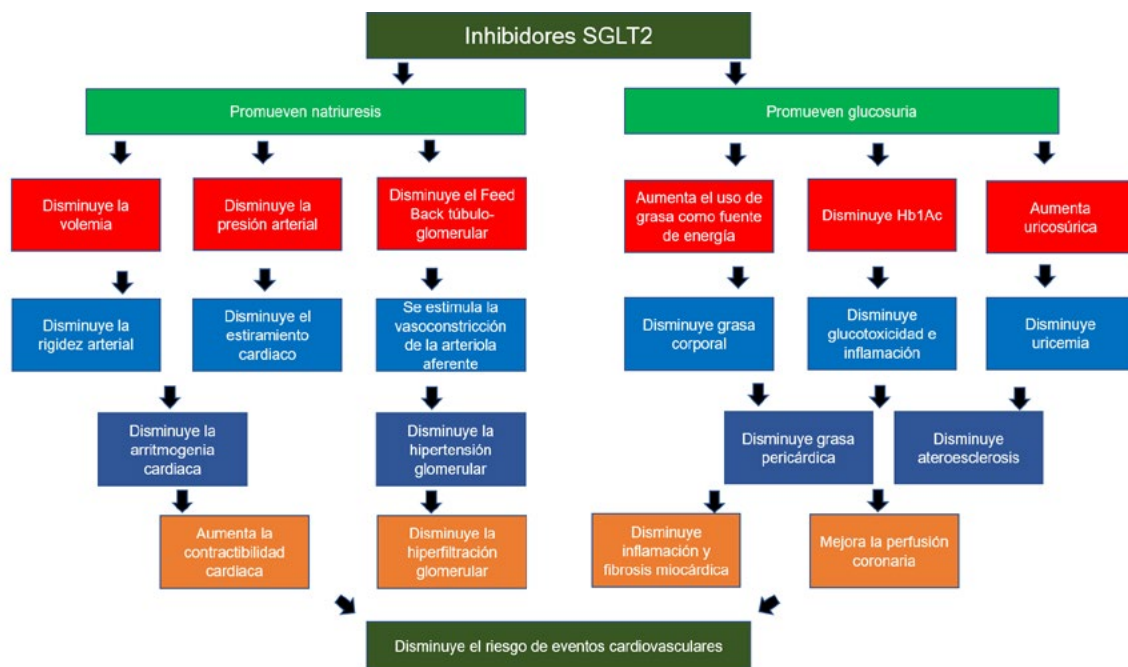 Inhibidores SGLT2
Promueven natriuresis
Promueven glucosuria
Disminuye la
volemia
Disminuye la
presión arterial
Disminuye el Feed
Back túbulo-
glomerular
Aumenta el uso de
grasa como fuente
de energía
Disminuye Hb1Ac
Aumenta
uricosúrica
Disminuye la
rigidez arterial
Disminuye el
estiramiento
cardiaco
Se estimula la
vasoconstricción
de la arteriola
aferente
Disminuye grasa
corporal
Disminuye
glucotoxicidad e
inflamación
Disminuye
uricemia
Disminuye la
arritmogenia
cardiaca
Disminuye la
hipertensión
glomerular
Disminuye grasa
pericárdica
Disminuye
ateroesclerosis
Aumenta la
contractibilidad
cardiaca
Disminuye la
hiperfiltración
glomerular
Disminuye
inflamación y
fibrosis miocárdica
Mejora la perfusión
coronaria
Disminuye el riesgo de eventos cardiovasculares